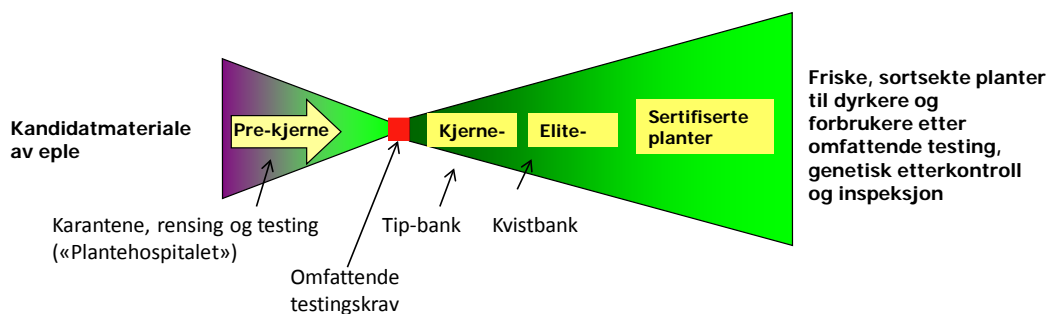 Kandidatmateriale
av eple
Pre-kjerne
Kjerne-
Elite-
Sertifiserte
planter
Friske, sortsekte planter
til dyrkere og
forbrukere etter
omfattende testing,
genetisk etterkontroll
og inspeksjon
Karantene, rensing og testing
(«Plantehospitalet»)
Tip-bank
Kvistbank
Omfattende
testingskrav